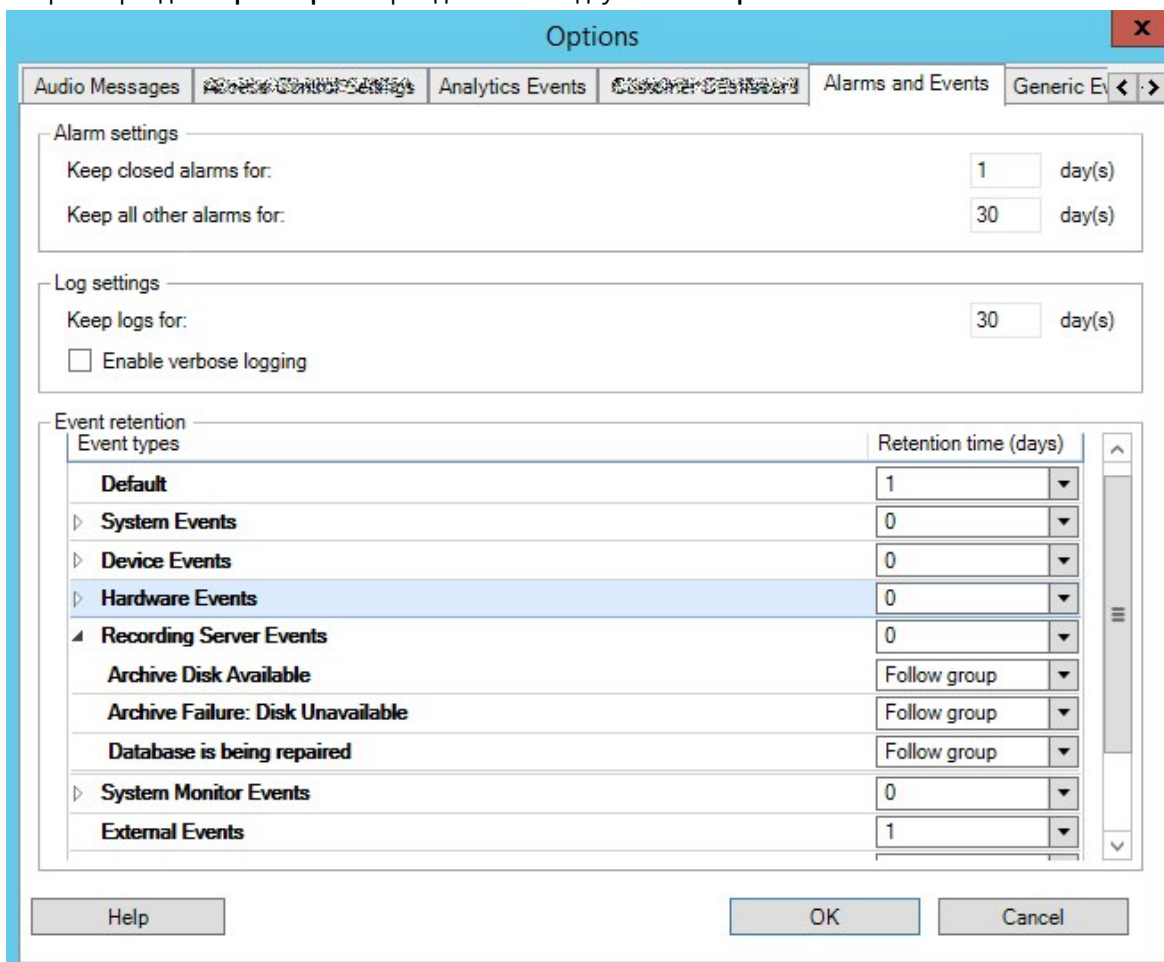 Options
x
Audio Messages
Analytics Events
Alarms and Events
Generic Ev
Alarm settings
Keep closed alarms for: 1 day(s)
Keep all other alarms for: 30 day(s)
Log settings
Keep logs for: 30 day(s)
Enable verbose logging
Event retention
Event types Retention time (days)
Default 1
System Events 0
Device Events 0
Hardware Events 0
Recording Server Events 0
Archive Disk Available Follow group
Archive Failure: Disk Unavailable Follow group
Database is being repaired Follow group
System Monitor Events 0
External Events 1
Help OK Cancel